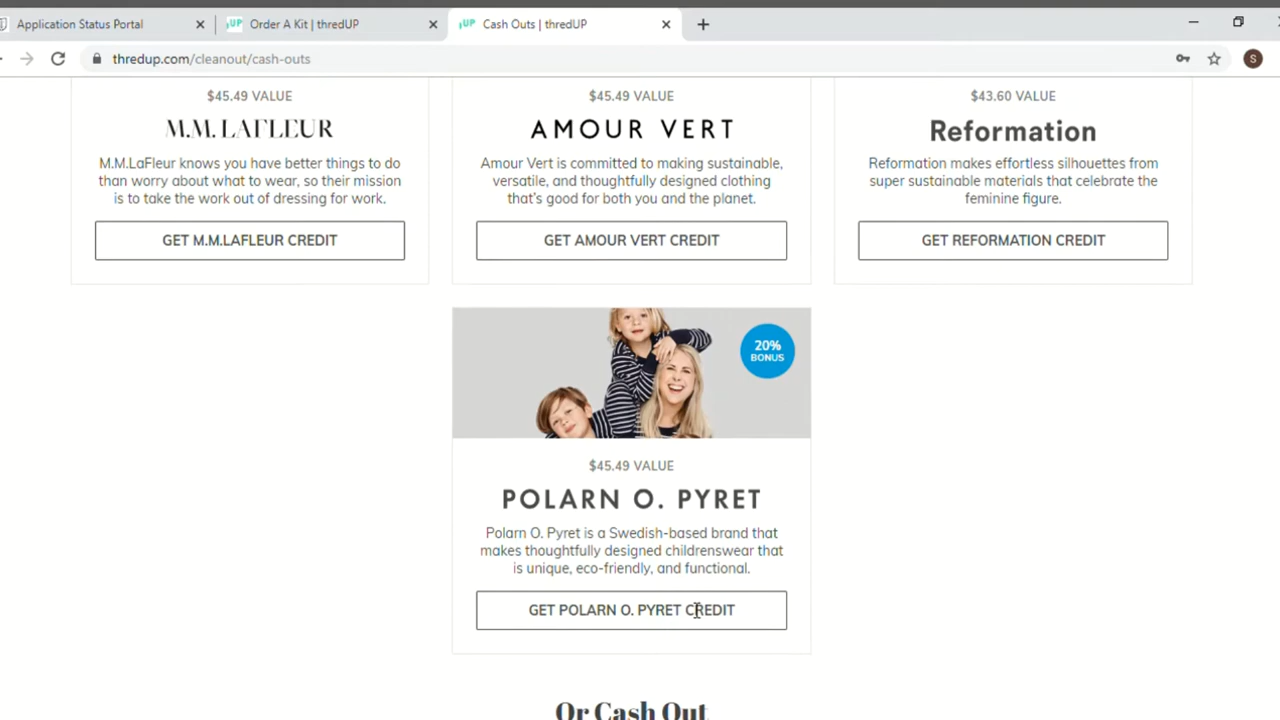 Application Status Portal
UP Order A Kit | thredUP
UP Cash Outs | thredUP
thredup.com/cleanout/cash-outs
S
$45.49 VALUE
M.M. LAFLEUR
M.M.LaFleur knows you have better things to do
than worry about what to wear, so their mission
is to take the work out of dressing for work.
GET M.M.LAFLEUR CREDIT
$45.49 VALUE
AMOUR VERT
Amour Vert is committed to making sustainable,
versatile, and thoughtfully designed clothing
that's good for both you and the planet.
GET AMOUR VERT CREDIT
$43.60 VALUE
Reformation
Reformation makes effortless silhouettes from
super sustainable materials that celebrate the
feminine figure.
GET REFORMATION CREDIT
20%
BONUS
$45.49 VALUE
POLARN O. PYRET
Polarn O. Pyret is a Swedish-based brand that
makes thoughtfully designed childrenswear that
is unique, eco-friendly, and functional.
GET POLARN O. PYRET CREDIT
Or Cash Out